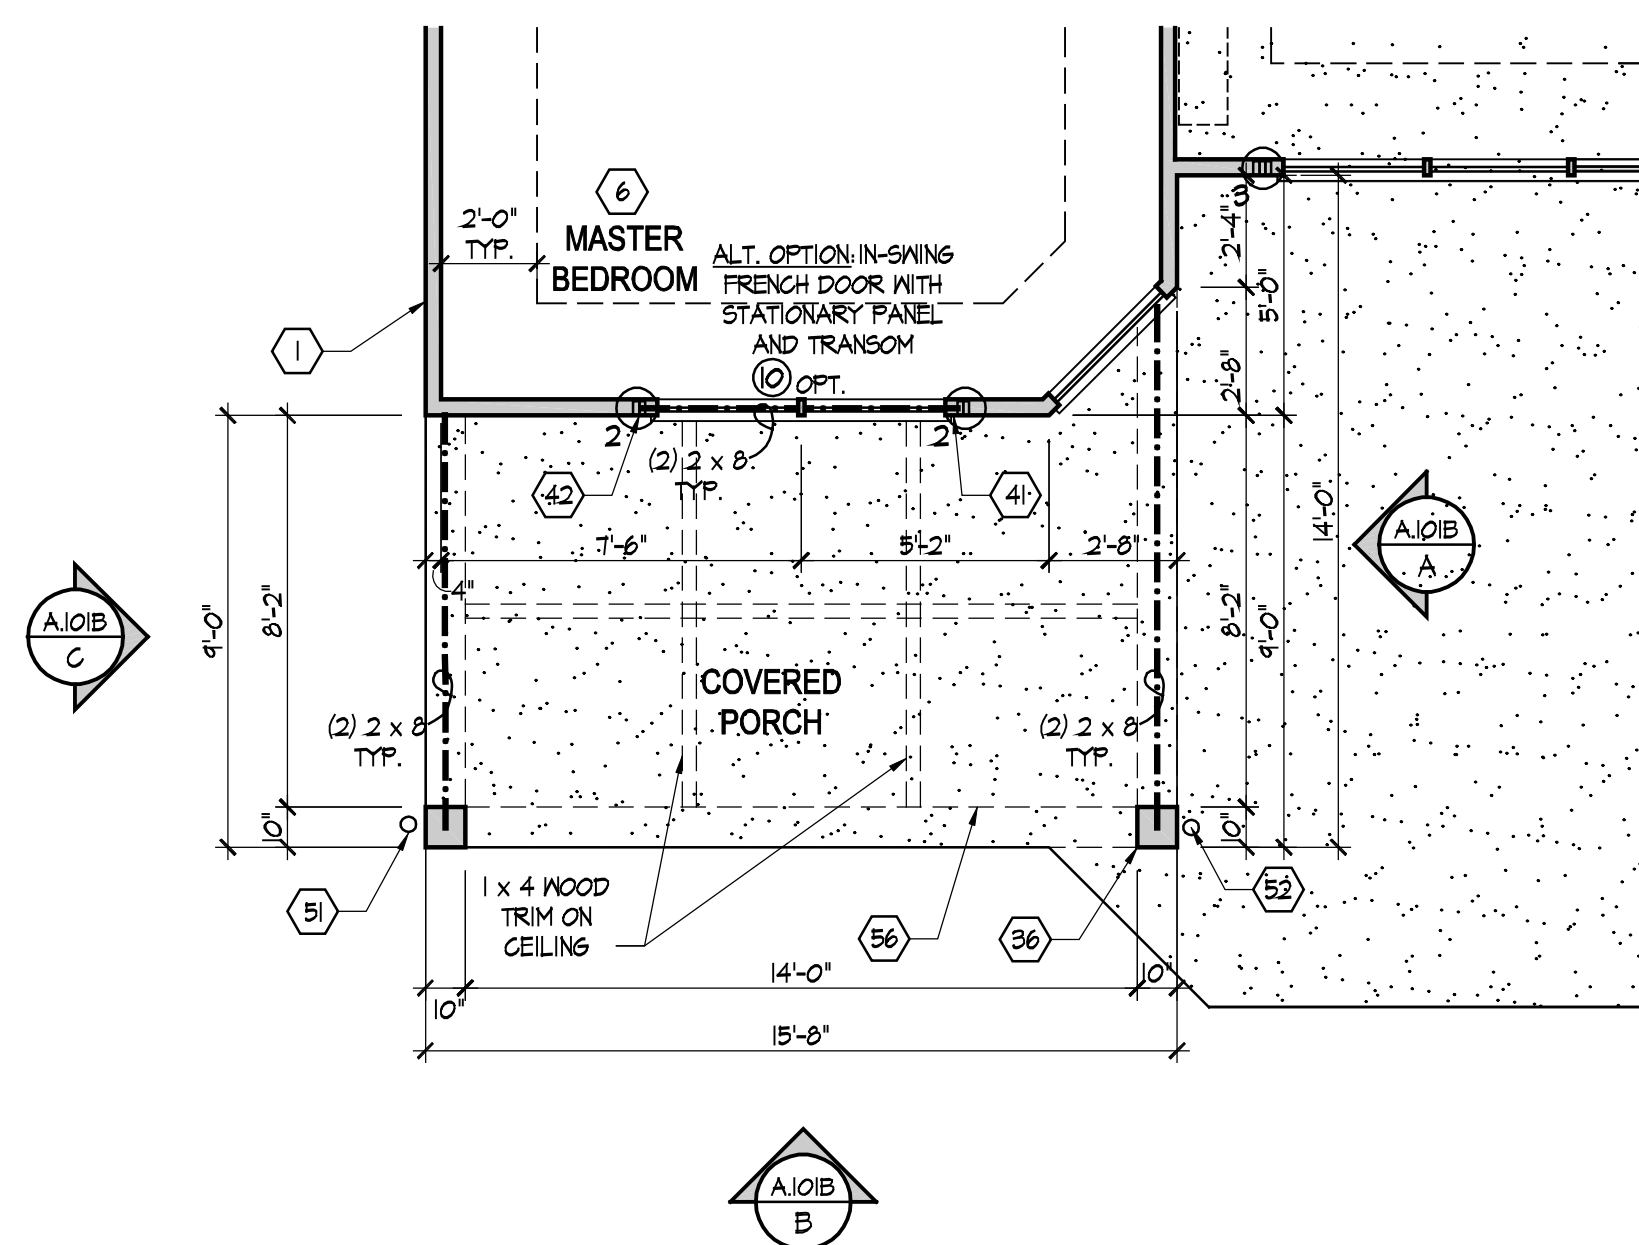 6
MASTER
BEDROOM
2'-0"
TYP.
ALT. OPTION: IN-SWING
FRENCH DOOR WITH
STATIONARY PANEL
AND TRANSOM
10 OPT.
1
3
2'-4"
5'-0"
2'-8"
14'-0"
8'-2"
9'-0"
10"
2
2
(2) 2 x 8
TYP.
42
41
7'-6"
5'-2"
2'-8"
4"
9'-0"
8'-2"
10"
A.101B
A
A.101B
C
COVERED
PORCH
(2) 2 x 8
TYP.
(2) 2 x 8
TYP.
51
52
1 x 4 WOOD
TRIM ON
CEILING
56
36
14'-0"
10"
10"
15'-8"
A.101B
B